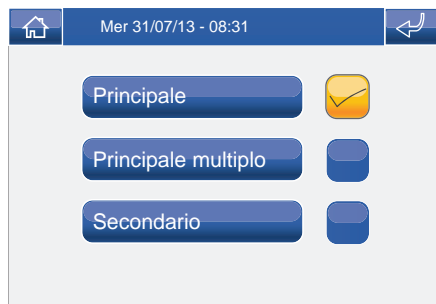 Mer 31/07/13 - 08:31
Principale
Principale multiplo
Secondario